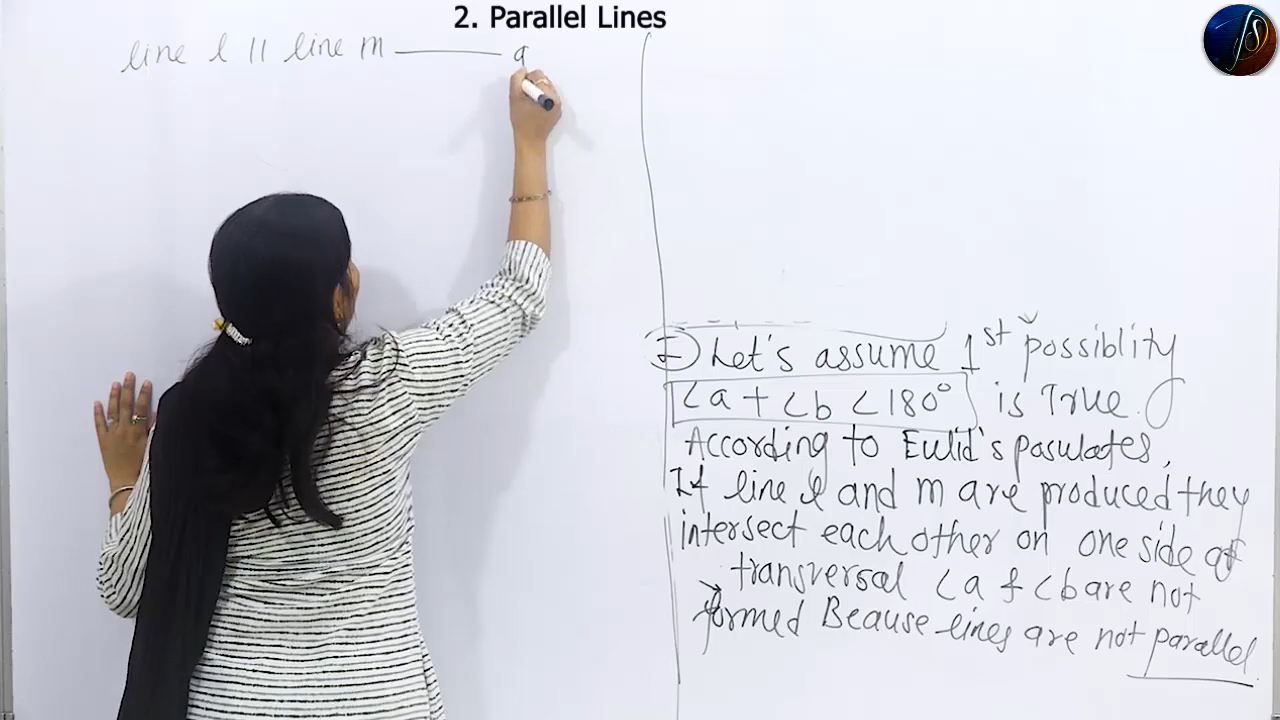 2. Parallel Lines
line l || line m ——— g
I) Let's assume 1st possiblity
∠a + ∠b < 180° is True.
According to Eulid's pasulates,
If line l and m are produced they
intersect each other on one side of
transversal ∠a & ∠b are not
formed Beause lines are not parallel